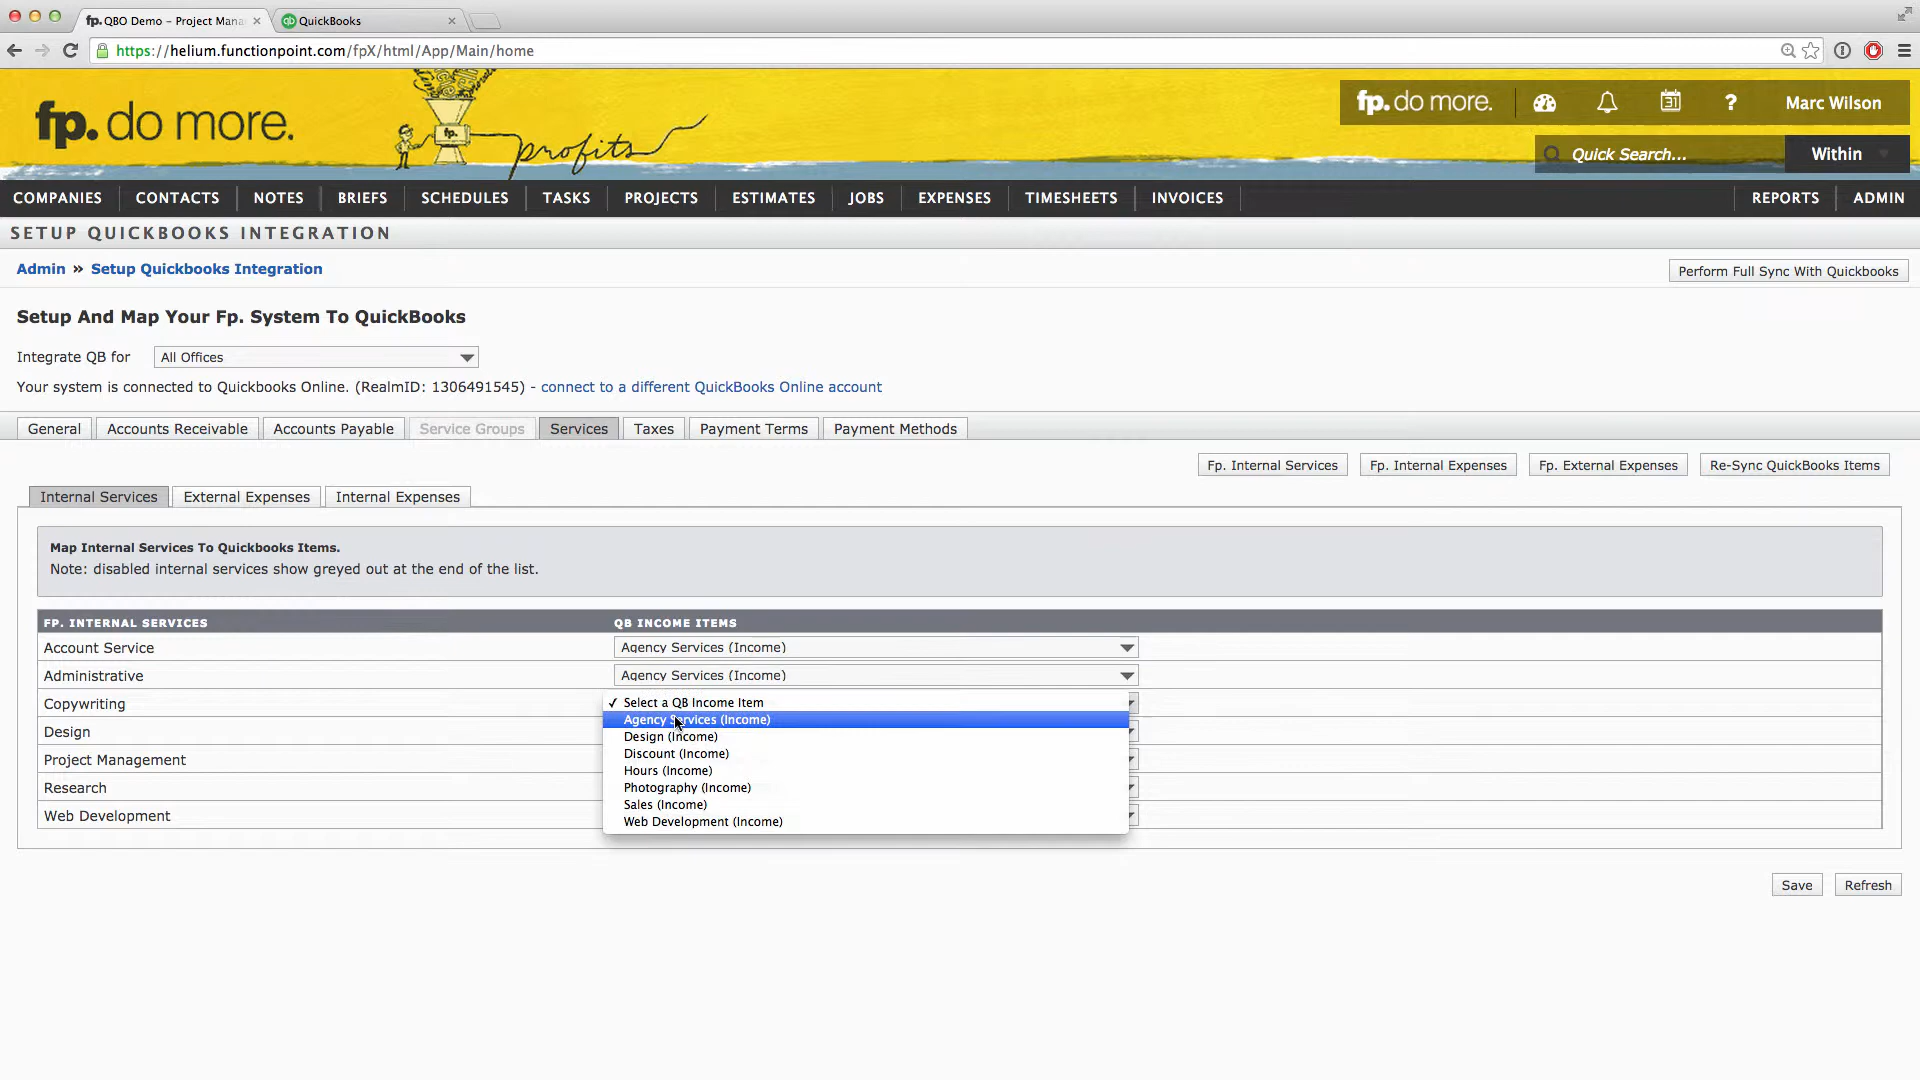 fp. QBO Demo – Project Mana
QuickBooks
https://helium.functionpoint.com/fpX/html/App/Main/home
fp. do more.
fp.
profits
fp. do more.
31
?
Marc Wilson
Quick Search...
Within
COMPANIES
CONTACTS
NOTES
BRIEFS
SCHEDULES
TASKS
PROJECTS
ESTIMATES
JOBS
EXPENSES
TIMESHEETS
INVOICES
REPORTS
ADMIN
SETUP QUICKBOOKS INTEGRATION
Admin » Setup Quickbooks Integration
Perform Full Sync With Quickbooks
Setup And Map Your Fp. System To QuickBooks
Integrate QB for
All Offices
Your system is connected to Quickbooks Online. (RealmID: 1306491545) - connect to a different QuickBooks Online account
General
Accounts Receivable
Accounts Payable
Service Groups
Services
Taxes
Payment Terms
Payment Methods
Fp. Internal Services
Fp. Internal Expenses
Fp. External Expenses
Re-Sync QuickBooks Items
Internal Services
External Expenses
Internal Expenses
Map Internal Services To Quickbooks Items.
Note: disabled internal services show greyed out at the end of the list.
FP. INTERNAL SERVICES
QB INCOME ITEMS
Account Service
Agency Services (Income)
Administrative
Agency Services (Income)
Copywriting
Design
Project Management
Research
Web Development
✓ Select a QB Income Item
Agency Services (Income)
Design (Income)
Discount (Income)
Hours (Income)
Photography (Income)
Sales (Income)
Web Development (Income)
Save
Refresh